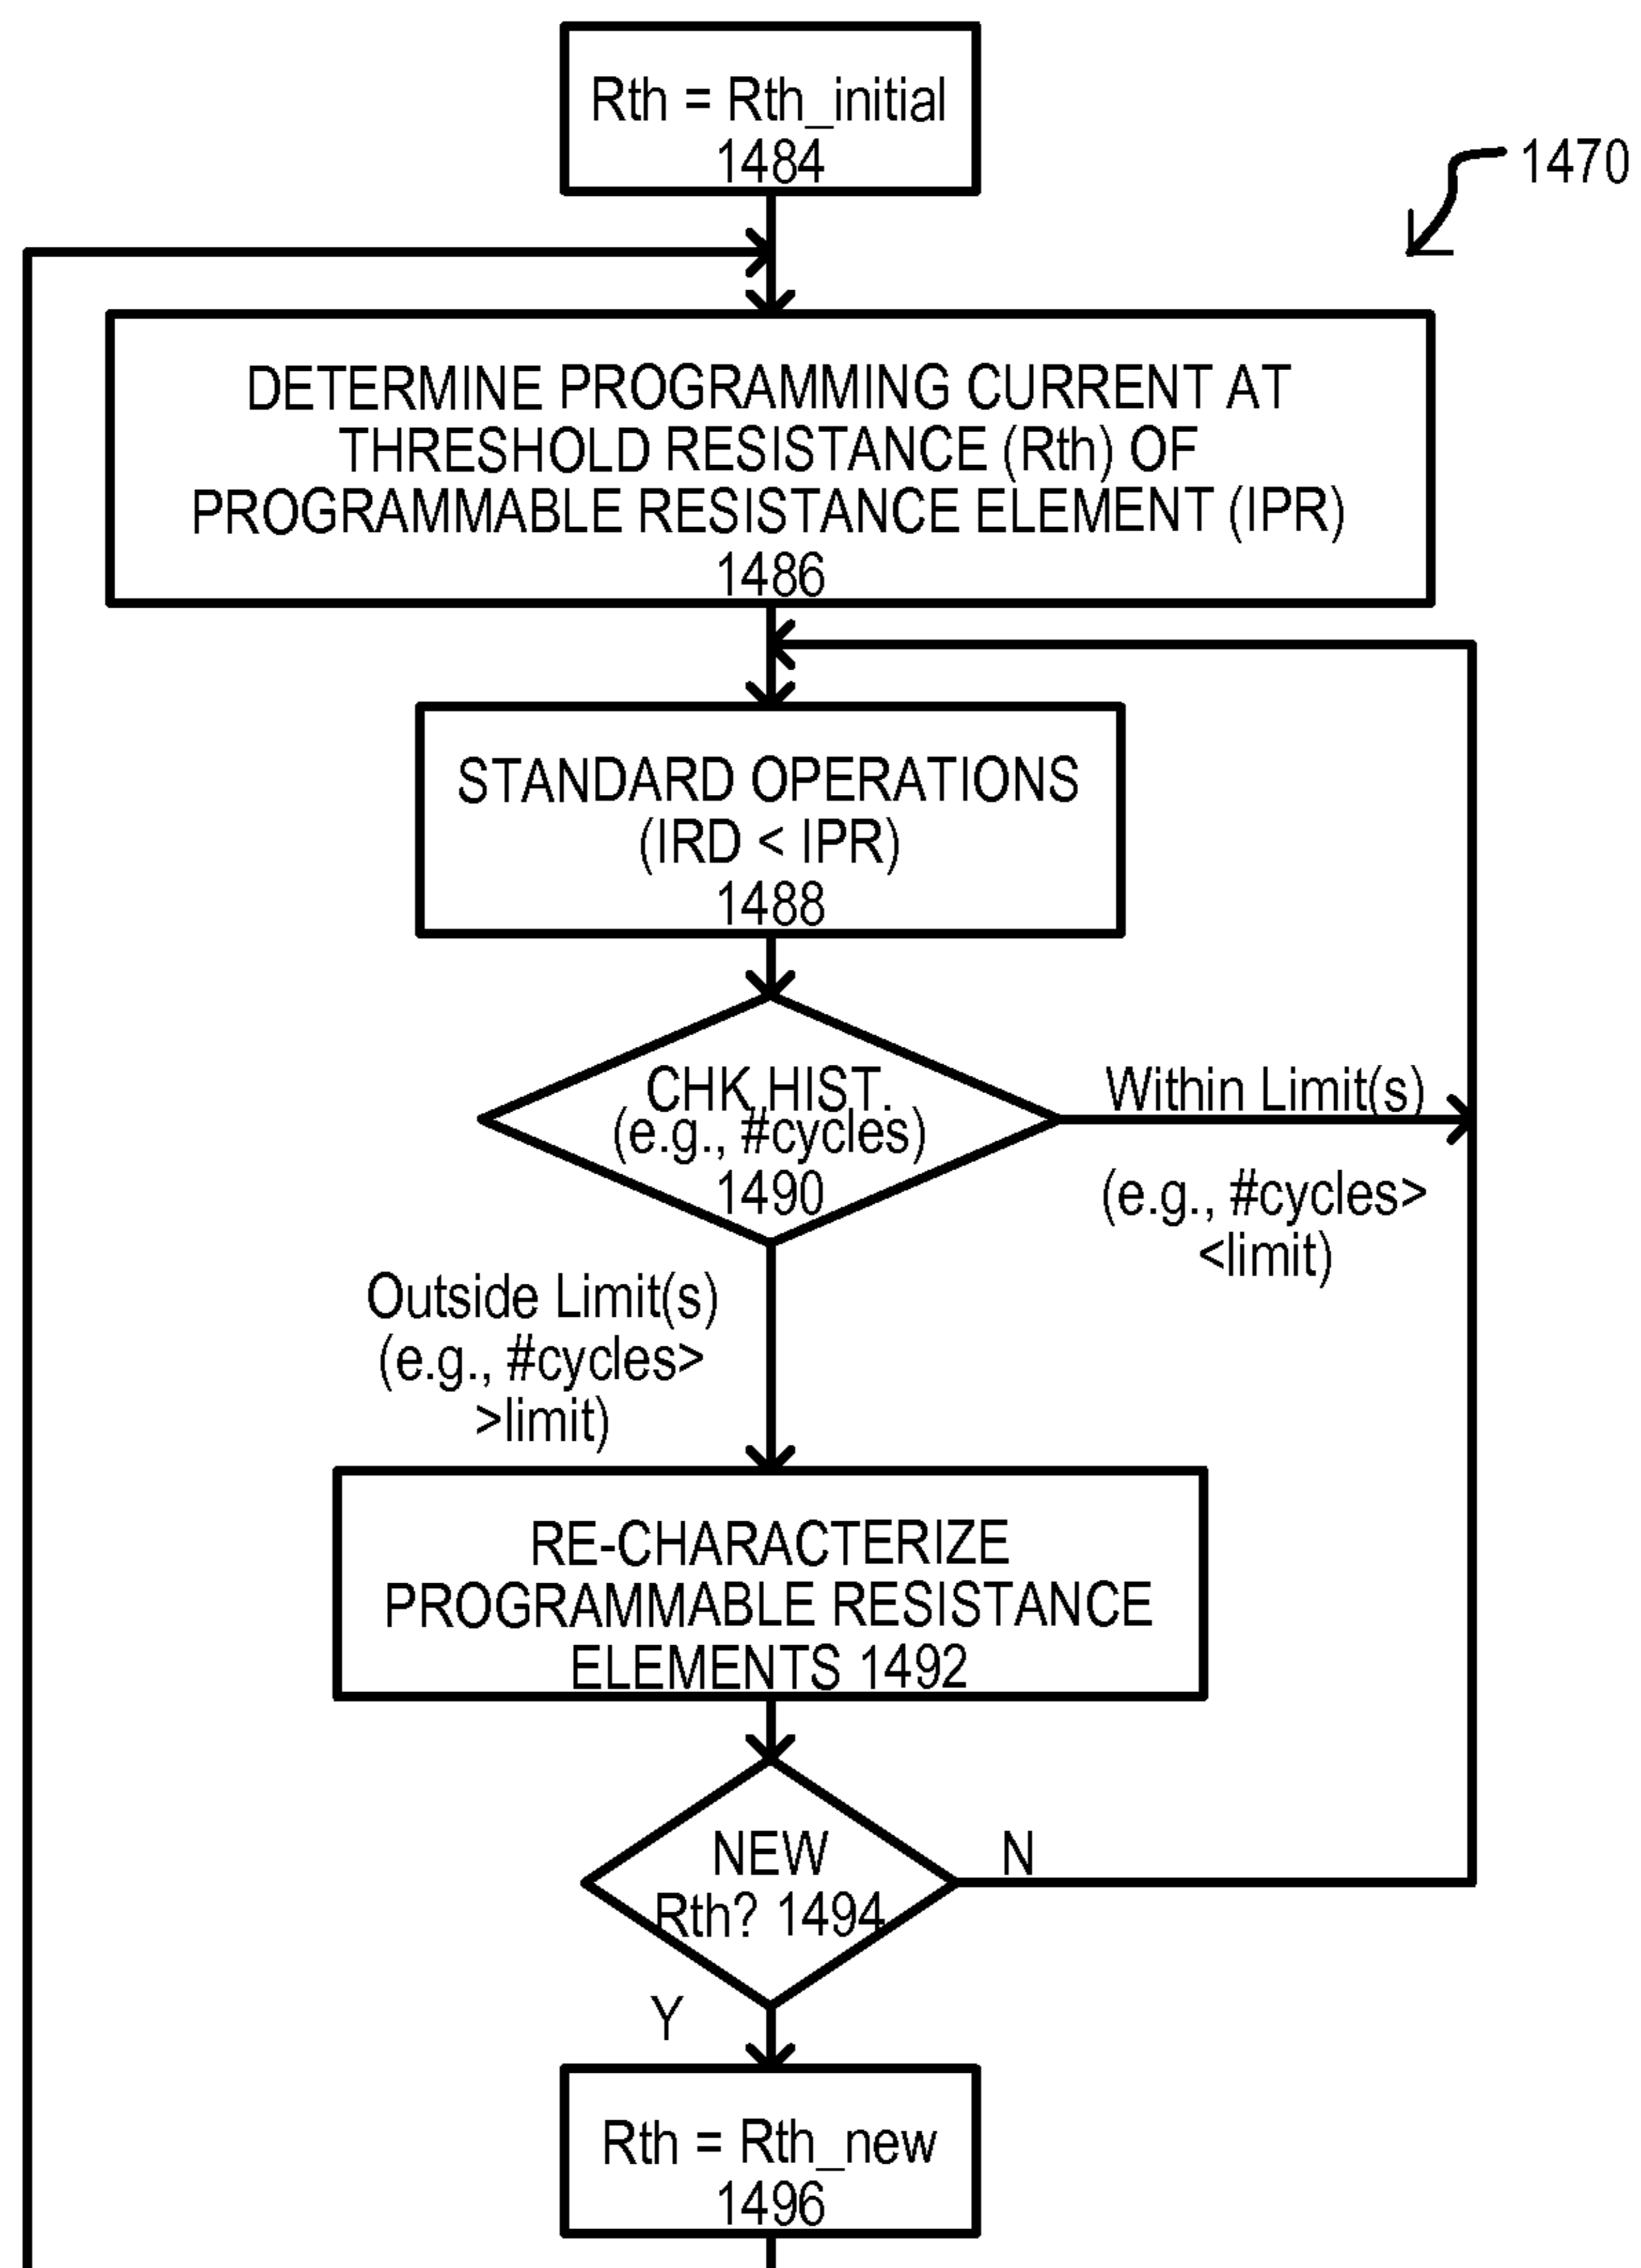 Rth = Rth_initial
1484
1470
DETERMINE PROGRAMMING CURRENT AT
THRESHOLD RESISTANCE (Rth) OF
PROGRAMMABLE RESISTANCE ELEMENT (IPR)
1486
STANDARD OPERATIONS
(IRD < IPR)
1488
CHK HIST.
(e.g., #cycles)
1490
Within Limit(s)
(e.g., #cycles>
<limit)
Outside Limit(s)
(e.g., #cycles>
>limit)
RE-CHARACTERIZE
PROGRAMMABLE RESISTANCE
ELEMENTS 1492
NEW
Rth? 1494
N
Y
Rth = Rth_new
1496